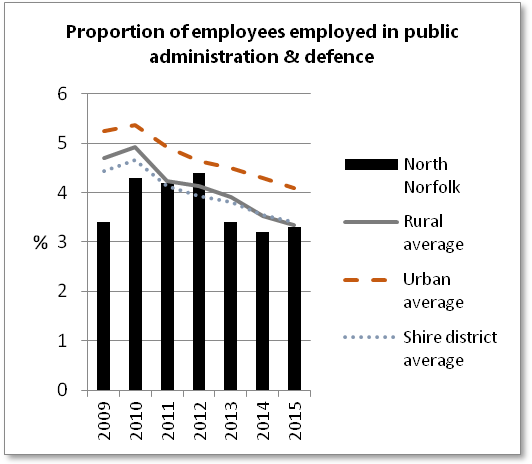 Proportion of employees employed in public
administration & defence
6
5
4
3
2
1
0
%
2009
2010
2011
2012
2013
2014
2015
North
Norfolk
Rural
average
Urban
average
Shire district
average